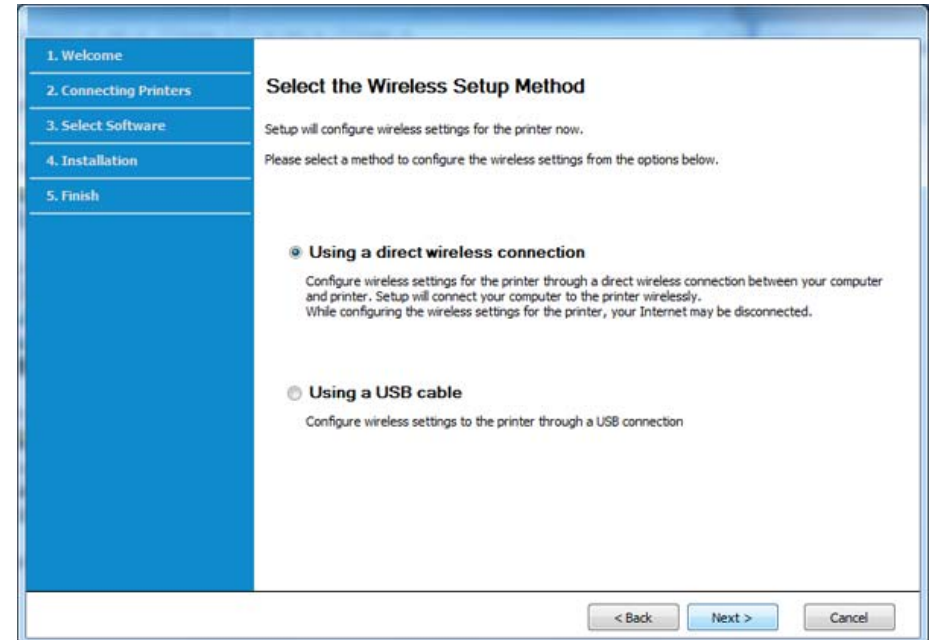 1. Welcome
2. Connecting Printers
3. Select Software
4. Installation
5. Finish
Select the Wireless Setup Method
Setup will configure wireless settings for the printer now.
Please select a method to configure the wireless settings from the options below.
Using a direct wireless connection
Configure wireless settings for the printer through a direct wireless connection between your computer
and printer. Setup will connect your computer to the printer wirelessly.
While configuring the wireless settings for the printer, your Internet may be disconnected.
Using a USB cable
Configure wireless settings to the printer through a USB connection
< Back
Next >
Cancel